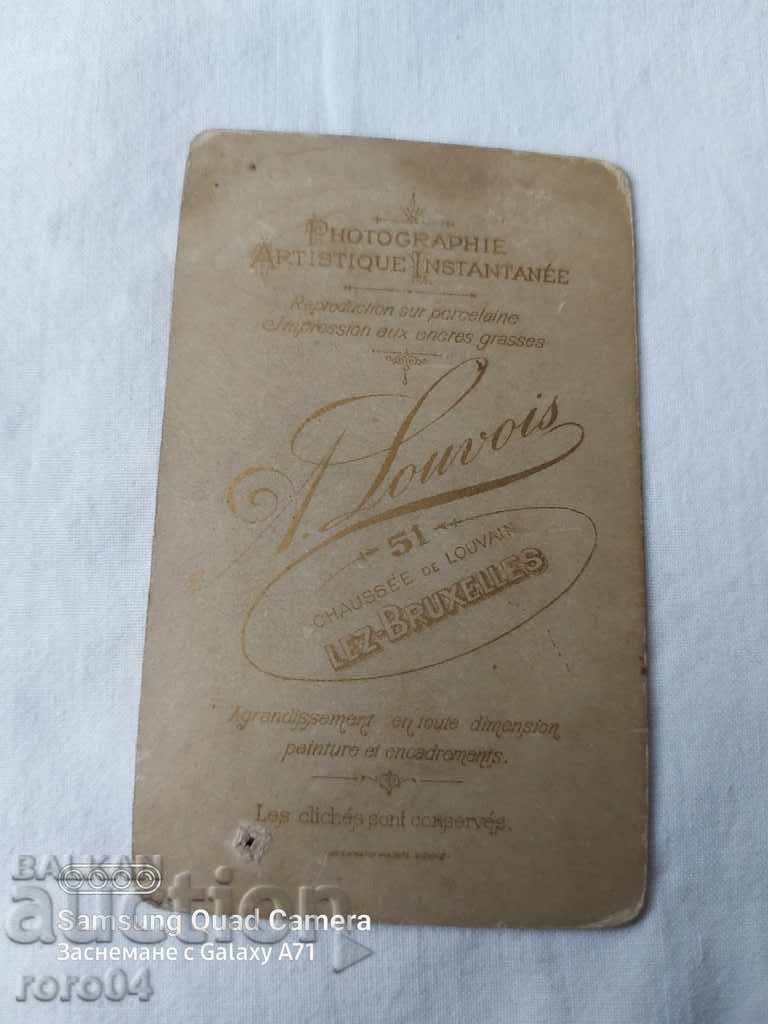 PHOTOGRAPHIE
ARTISTIQUE INSTANTANÉE
Reproduction sur porcelaine
Impression aux encres grasses
A. Louvois
51
CHAUSSÉE DE LOUVAIN
LEZ-BRUXELLES
Agrandissement en toute dimension
peinture et encadrements.
Les clichés sont conservés.
BALKAN
auction
Samsung Quad Camera
Заснемане с Galaxy A71
roro04